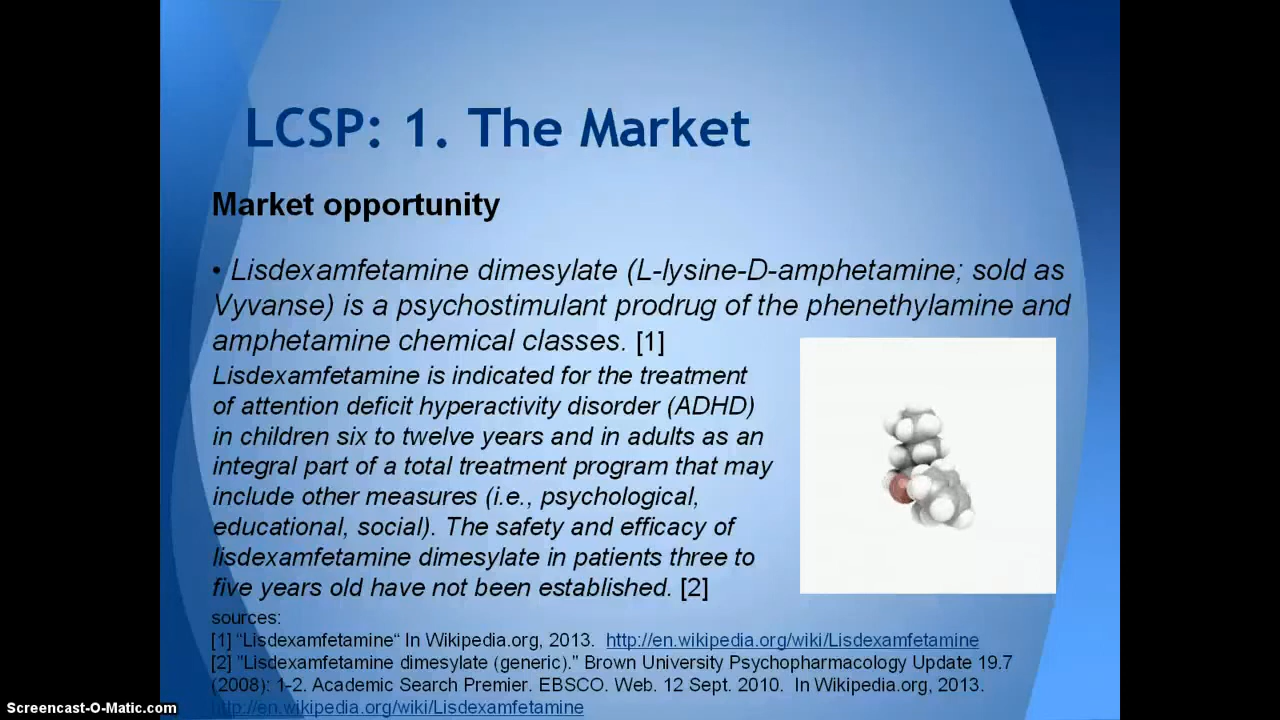 LCSP: 1. The Market
Market opportunity
• Lisdexamfetamine dimesylate (L-lysine-D-amphetamine; sold as
Vyvanse) is a psychostimulant prodrug of the phenethylamine and
amphetamine chemical classes. [1]
Lisdexamfetamine is indicated for the treatment
of attention deficit hyperactivity disorder (ADHD)
in children six to twelve years and in adults as an
integral part of a total treatment program that may
include other measures (i.e., psychological,
educational, social). The safety and efficacy of
lisdexamfetamine dimesylate in patients three to
five years old have not been established. [2]
sources:
[1] “Lisdexamfetamine“ In Wikipedia.org, 2013. http://en.wikipedia.org/wiki/Lisdexamfetamine
[2] "Lisdexamfetamine dimesylate (generic)." Brown University Psychopharmacology Update 19.7
(2008): 1-2. Academic Search Premier. EBSCO. Web. 12 Sept. 2010. In Wikipedia.org, 2013.
http://en.wikipedia.org/wiki/Lisdexamfetamine
Screencast-O-Matic.com